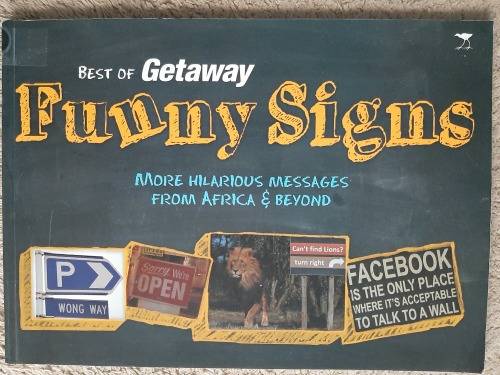 BEST OF Getaway
Funny Signs
MORE HILARIOUS MESSAGES
FROM AFRICA & BEYOND
P
WONG WAY
Sorry We're
OPEN
Can't find Lions?
turn right
FACEBOOK
IS THE ONLY PLACE
WHERE IT'S ACCEPTABLE
TO TALK TO A WALL